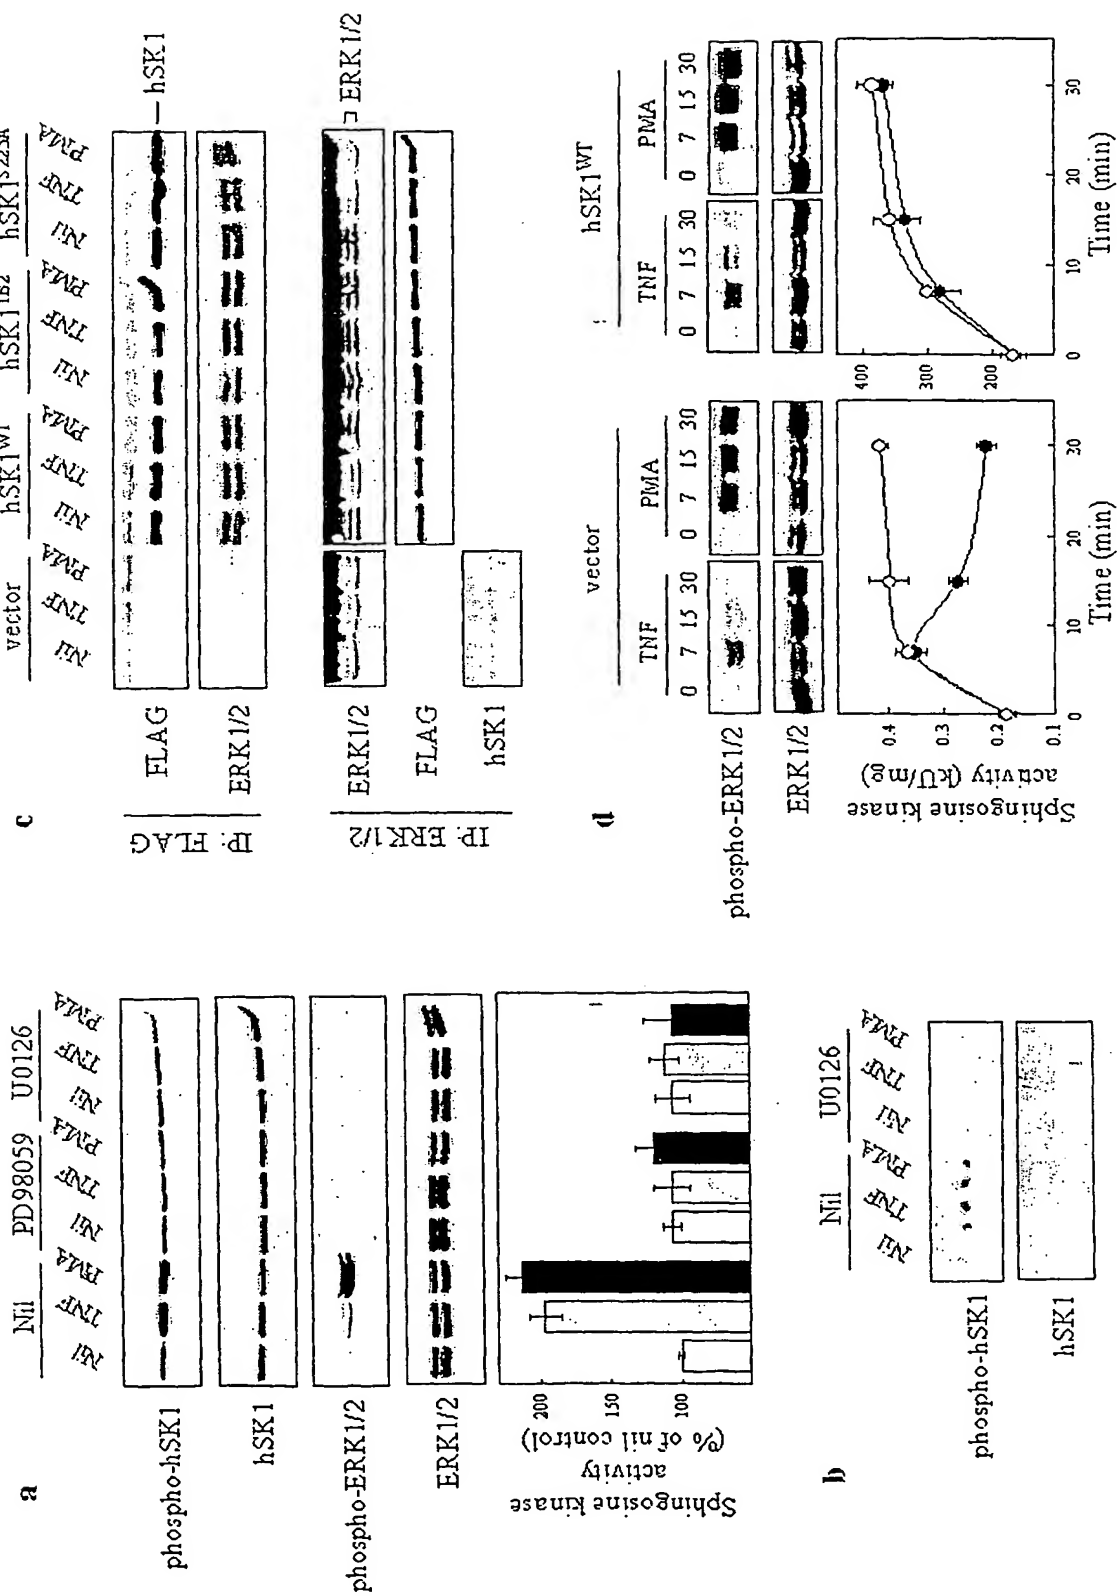 a
Nil PD98059 U0126
Nil TNF PMA Nil TNF PMA Nil TNF PMA
phospho-hSK1
hSK1
phospho-ERK1/2
ERK1/2
Sphingosine kinase
activity
(% of nil control)
200
150
100
b
Nil U0126
Nil TNF PMA Nil TNF PMA
phospho-hSK1
hSK1
c
vector hSK1WT
Nil TNF PMA Nil TNF PMA Nil TNF PMA Nil TNF PMA
IP: FLAG
FLAG
hSK1
ERK1/2
IP: ERK1/2
ERK1/2
ERK1/2
FLAG
hSK1
d
vector hSK1WT
TNF PMA TNF PMA
0 7 15 30 0 7 15 30 0 7 15 30 0 7 15 30
phospho-ERK1/2
ERK1/2
Sphingosine kinase
activity (kU/mg)
0.4
0.3
0.2
0.1
0 10 20 30
Time (min)
400
300
200
0 10 20 30
Time (min)